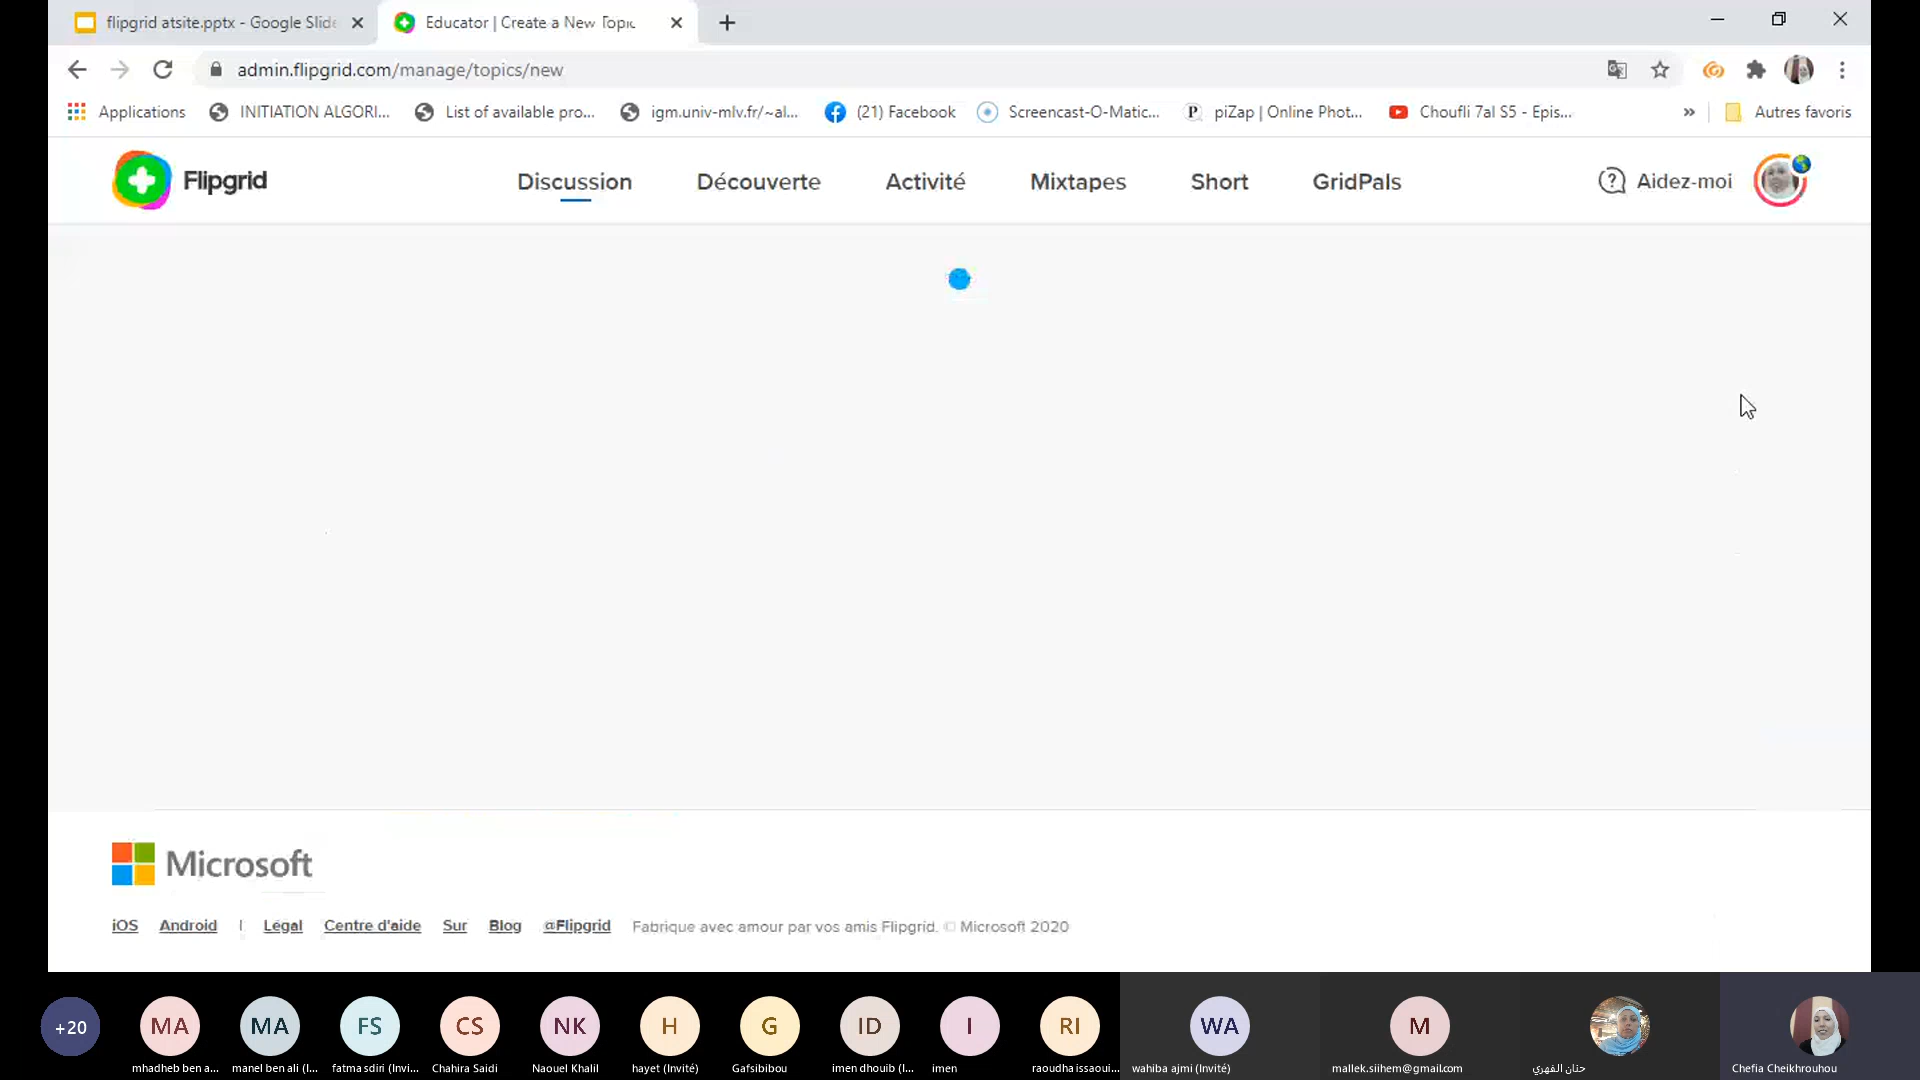 flipgrid atsite.pptx - Google Slide
Educator | Create a New Topic
admin.flipgrid.com/manage/topics/new
Applications
INITIATION ALGORI...
List of available pro...
igm.univ-mlv.fr/~al...
(21) Facebook
Screencast-O-Matic...
piZap | Online Phot...
Choufli 7al S5 - Epis...
»
Autres favoris
Flipgrid
Discussion
Découverte
Activité
Mixtapes
Short
GridPals
Aidez-moi
Microsoft
iOS
Android
|
Légal
Centre d'aide
Sur
Blog
@Flipgrid
Fabriqué avec amour par vos amis Flipgrid. © Microsoft 2020
+20
MA
MA
FS
CS
NK
H
G
ID
I
RI
WA
M
mhadheb ben a...
manel ben ali (I...
fatma sdiri (Invi...
Chahira Saidi
Naouel Khalil
hayet (Invité)
Gafsibibou
imen dhouib (I...
imen
raoudha issaoui...
wahiba ajmi (Invité)
mallek.siihem@gmail.com
حنان الفهري
Chefia Cheikhrouhou